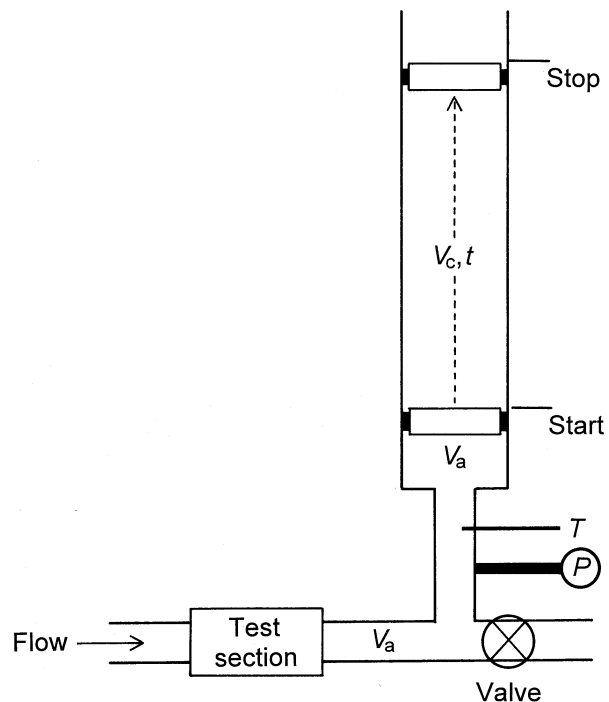 Stop
Vc, t
Start
Va
T
P
Flow
Test
section
Va
Valve